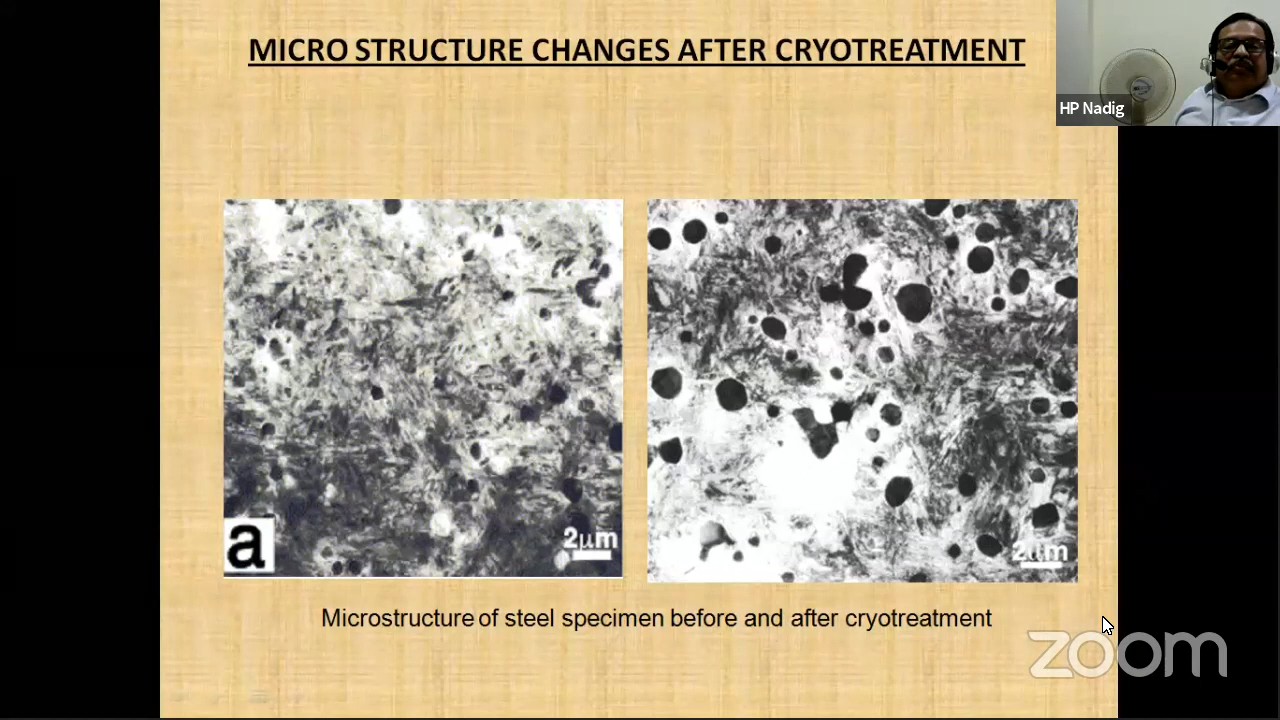 MICRO STRUCTURE CHANGES AFTER CRYOTREATMENT
HP Nadig
a
2μm
2μm
Microstructure of steel specimen before and after cryotreatment
zoom